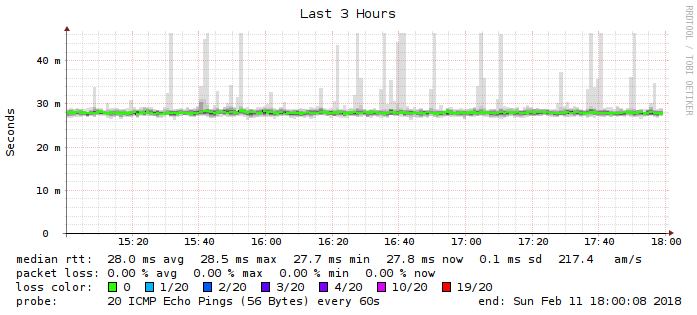 Last 3 Hours
RRDTOOL / TOBI OETIKER
Seconds
40 m
30 m
20 m
10 m
0
15:20 15:40 16:00 16:20 16:40 17:00 17:20 17:40 18:00
median rtt: 28.0 ms avg 28.5 ms max 27.7 ms min 27.8 ms now 0.1 ms sd 217.4 am/s
packet loss: 0.00 % avg 0.00 % max 0.00 % min 0.00 % now
loss color: 0 1/20 2/20 3/20 4/20 10/20 19/20
probe: 20 ICMP Echo Pings (56 Bytes) every 60s end: Sun Feb 11 18:00:08 2018